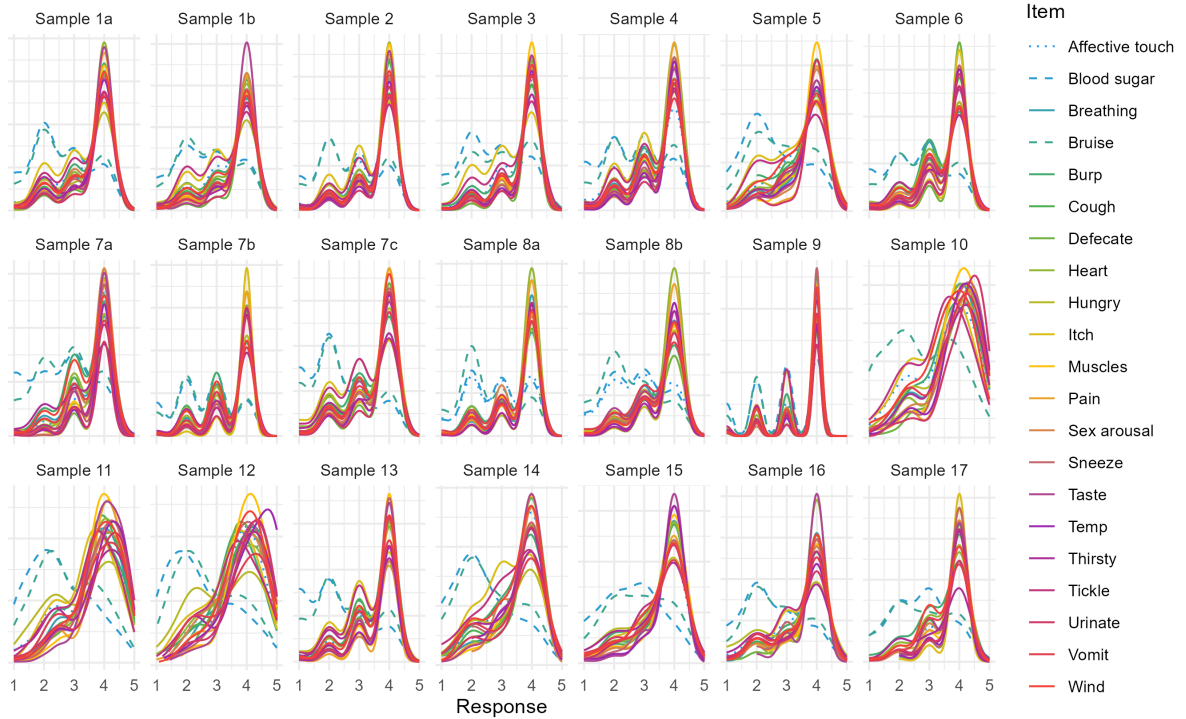 Sample 1a Sample 1b Sample 2 Sample 3 Sample 4 Sample 5 Sample 6
Sample 7a Sample 7b Sample 7c Sample 8a Sample 8b Sample 9 Sample 10
Sample 11 Sample 12 Sample 13 Sample 14 Sample 15 Sample 16 Sample 17
1 2 3 4 5 1 2 3 4 5 1 2 3 4 5 1 2 3 4 5 1 2 3 4 5 1 2 3 4 5 1 2 3 4 5
Response
Item
Affective touch
Blood sugar
Breathing
Bruise
Burp
Cough
Defecate
Heart
Hungry
Itch
Muscles
Pain
Sex arousal
Sneeze
Taste
Temp
Thirsty
Tickle
Urinate
Vomit
Wind